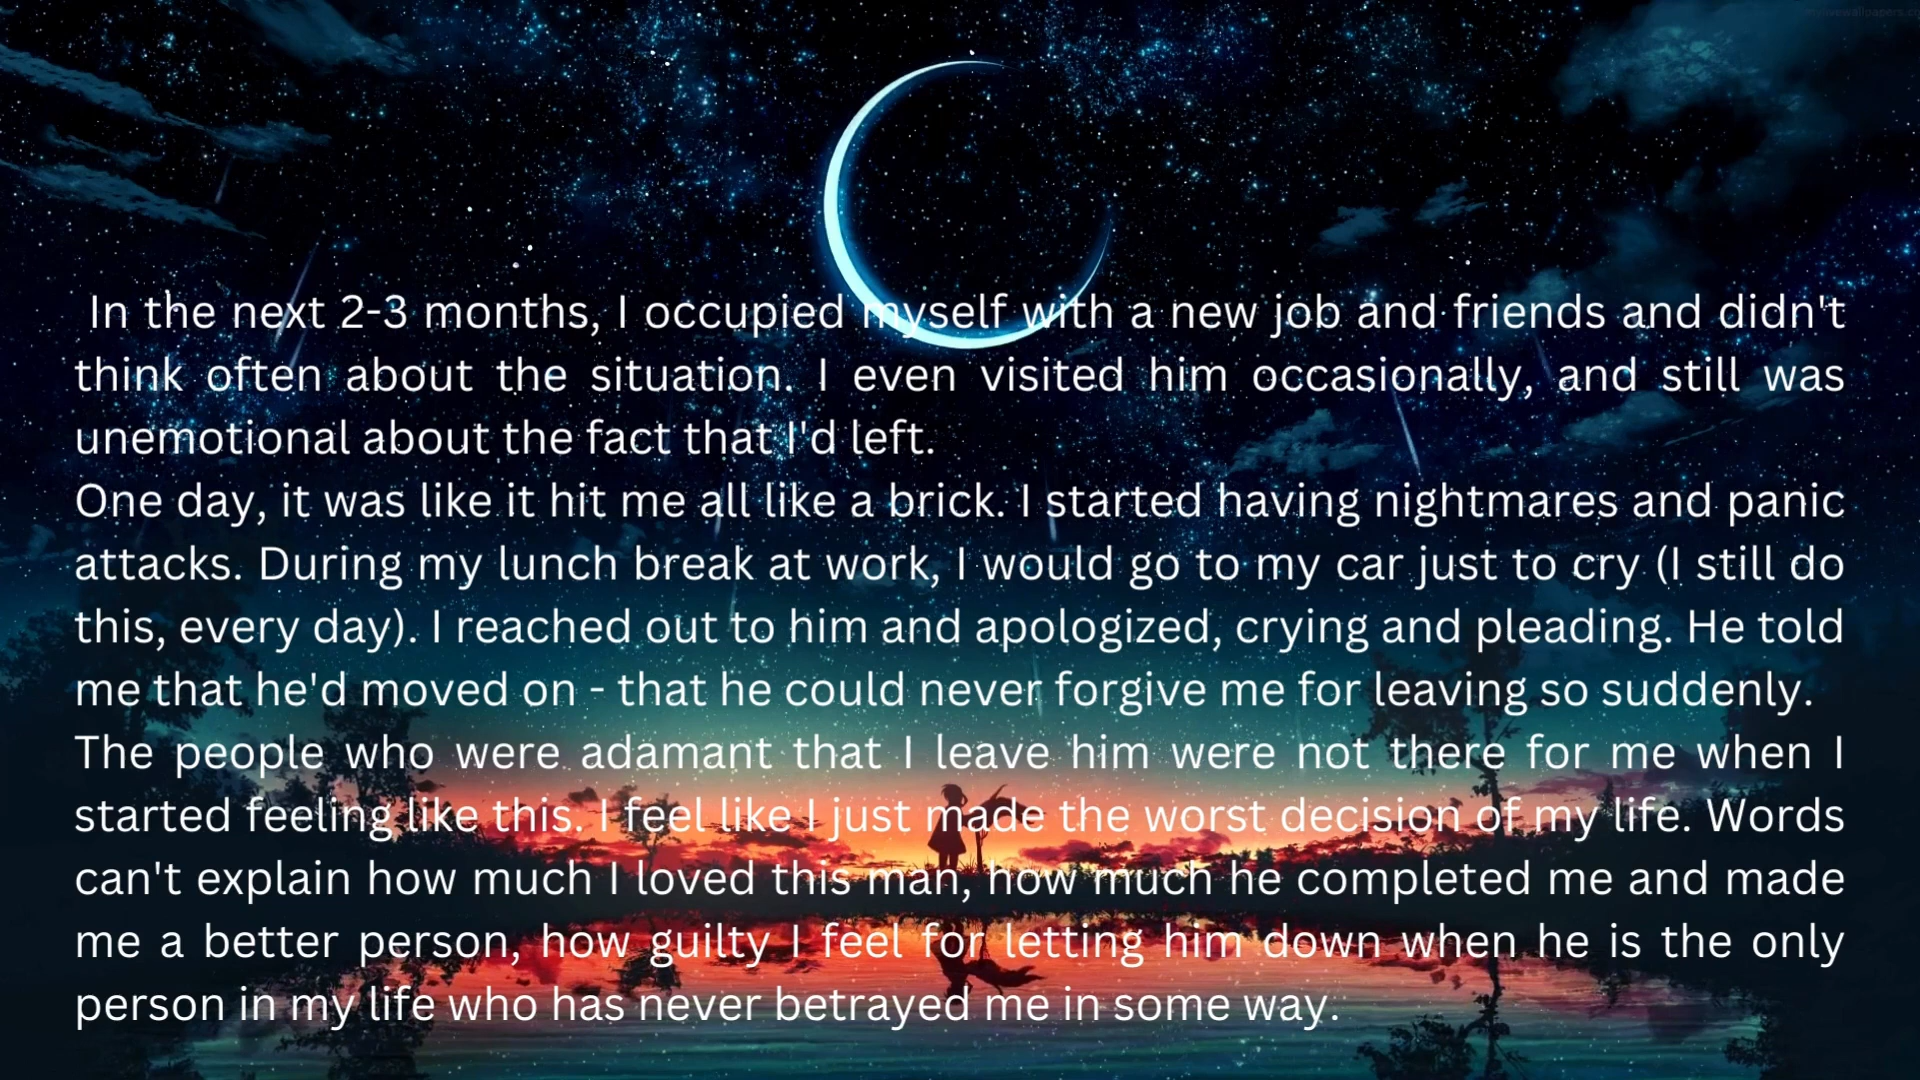 In the next 2-3 months, I occupied myself with a new job and friends and didn't
think often about the situation. I even visited him occasionally, and still was
unemotional about the fact that I'd left.
One day, it was like it hit me all like a brick. I started having nightmares and panic
attacks. During my lunch break at work, I would go to my car just to cry (I still do
this, every day). I reached out to him and apologized, crying and pleading. He told
me that he'd moved on - that he could never forgive me for leaving so suddenly.
The people who were adamant that I leave him were not there for me when I
started feeling like this. I feel like I just made the worst decision of my life. Words
can't explain how much I loved this man, how much he completed me and made
me a better person, how guilty I feel for letting him down when he is the only
person in my life who has never betrayed me in some way.